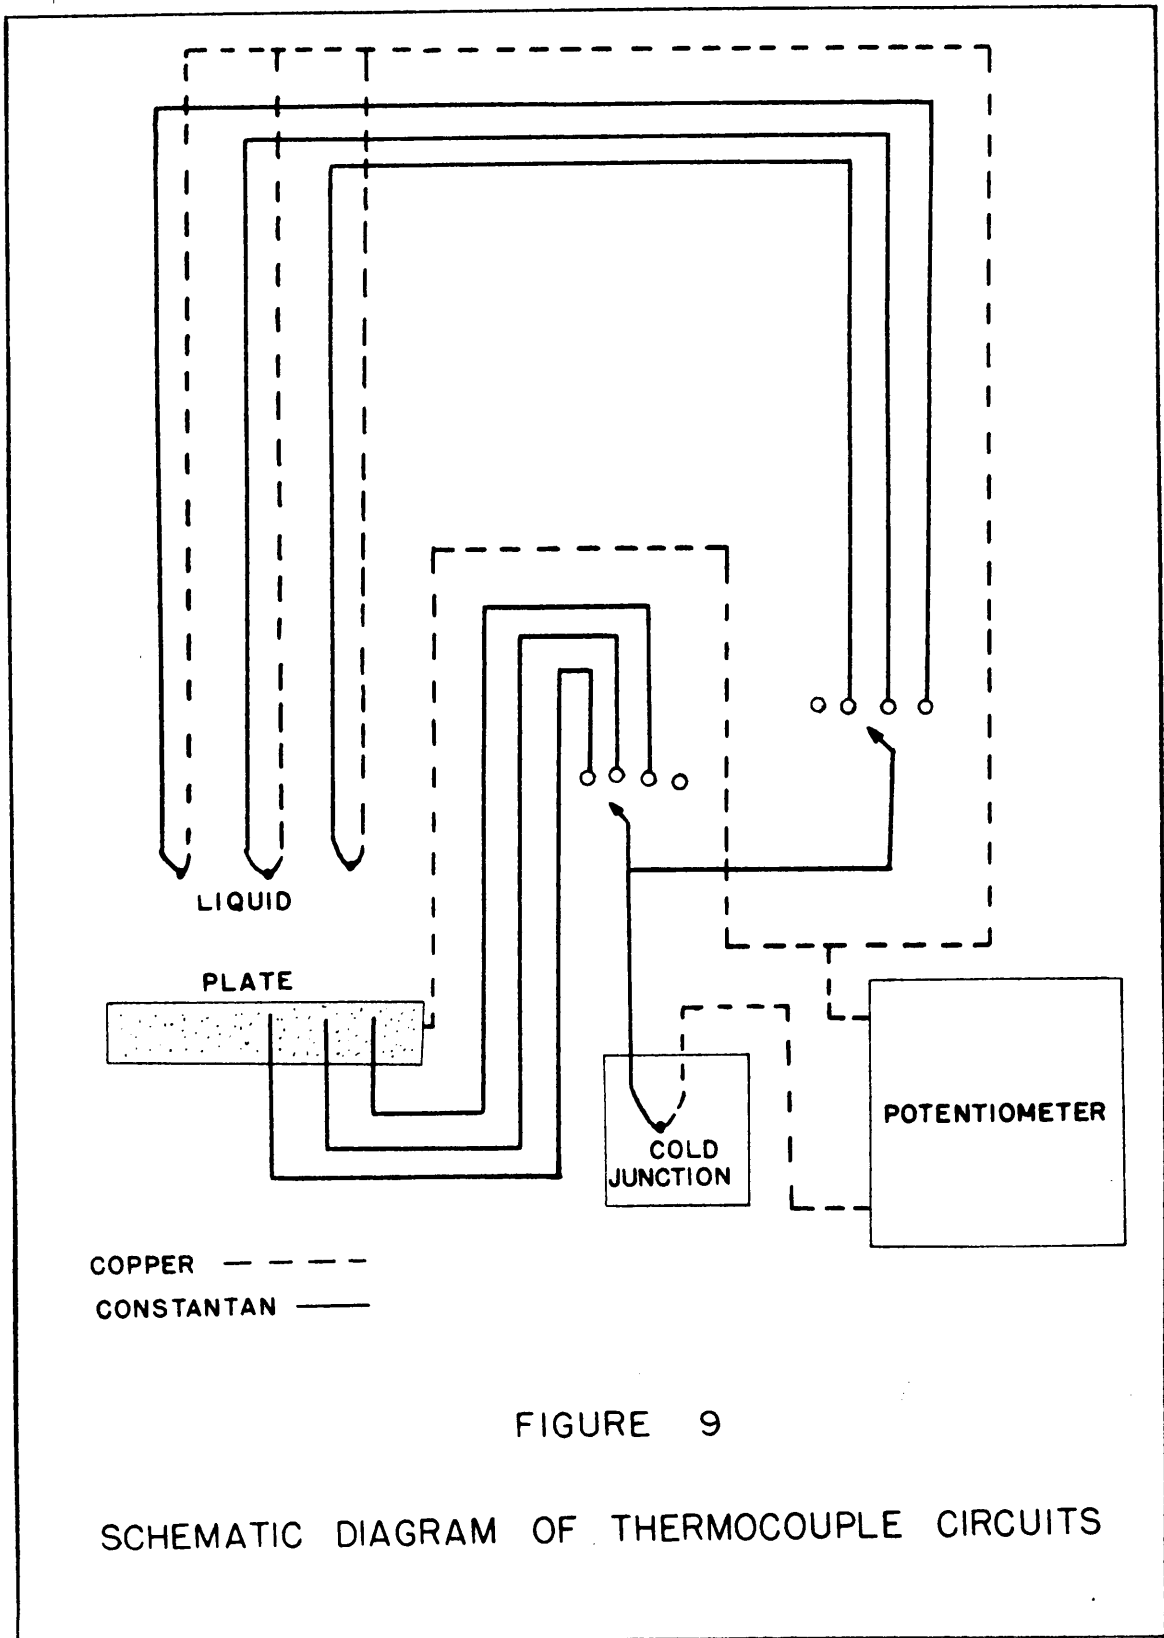 LIQUID
PLATE
POTENTIOMETER
COLD
JUNCTION
COPPER
CONSTANTAN
FIGURE 9
SCHEMATIC DIAGRAM OF THERMOCOUPLE CIRCUITS